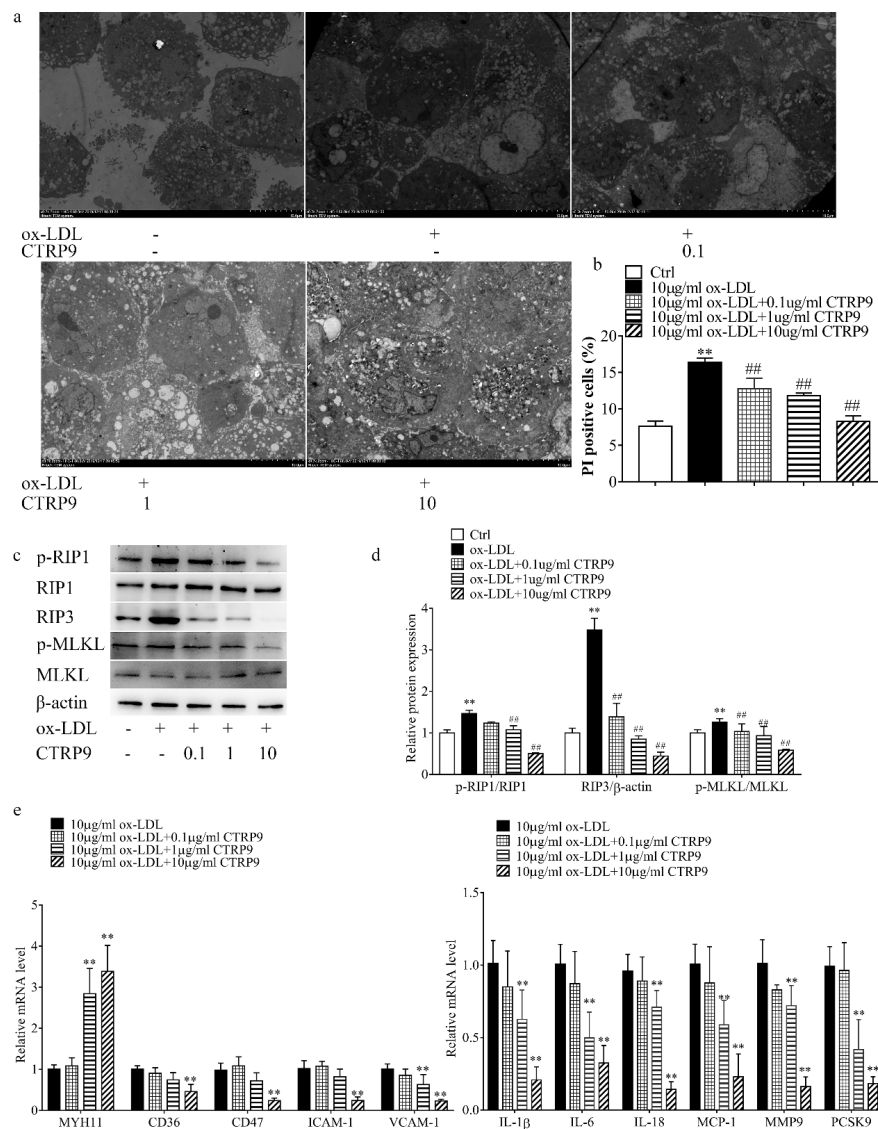 a
ox-LDL - + +
CTRP9 - - 0.1
ox-LDL + +
CTRP9 1 10
b
Ctrl
10μg/ml ox-LDL
10μg/ml ox-LDL+0.1ug/ml CTRP9
10μg/ml ox-LDL+1ug/ml CTRP9
10μg/ml ox-LDL+10ug/ml CTRP9
PI positive cells (%)
20
15
10
5
0
**
##
##
##
c
p-RIP1
RIP1
RIP3
p-MLKL
MLKL
β-actin
ox-LDL - + + + +
CTRP9 - - 0.1 1 10
d
Ctrl
ox-LDL
ox-LDL+0.1ug/ml CTRP9
ox-LDL+1ug/ml CTRP9
ox-LDL+10ug/ml CTRP9
Relative protein expression
4
3
2
1
0
** ## ##
** ## ## ##
** ## ## ##
p-RIP1/RIP1 RIP3/β-actin p-MLKL/MLKL
e
10μg/ml ox-LDL
10μg/ml ox-LDL+0.1μg/ml CTRP9
10μg/ml ox-LDL+1μg/ml CTRP9
10μg/ml ox-LDL+10μg/ml CTRP9
Relative mRNA level
5
4
3
2
1
0
** **
**
**
**
** **
MYH11 CD36 CD47 ICAM-1 VCAM-1
10μg/ml ox-LDL
10μg/ml ox-LDL+0.1μg/ml CTRP9
10μg/ml ox-LDL+1μg/ml CTRP9
10μg/ml ox-LDL+10μg/ml CTRP9
Relative mRNA level
1.5
1.0
0.5
0.0
** **
** **
** **
** **
** **
** **
IL-1β IL-6 IL-18 MCP-1 MMP9 PCSK9